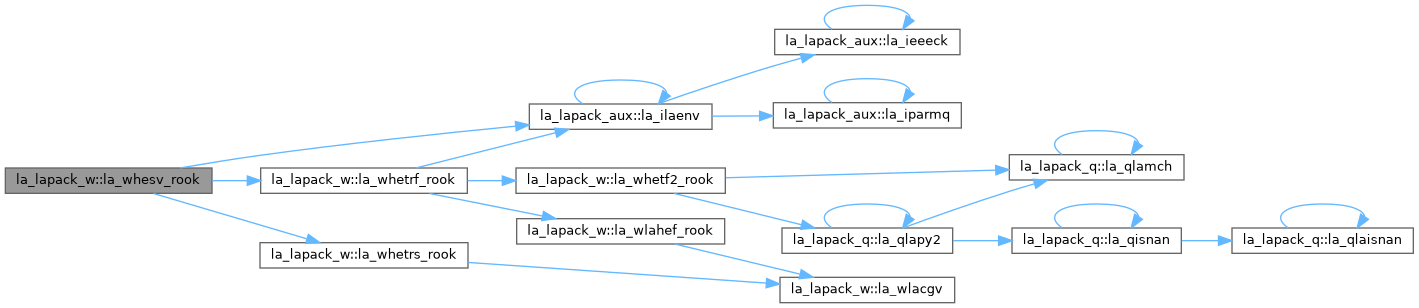 la_lapack_aux::la_ieeeck
la_lapack_aux::la_ilaenv
la_lapack_aux::la_iparmq
la_lapack_q::la_qlamch
la_lapack_w::la_whesv_rook
la_lapack_w::la_whetrf_rook
la_lapack_w::la_whetf2_rook
la_lapack_w::la_wlahef_rook
la_lapack_q::la_qlapy2
la_lapack_q::la_qisnan
la_lapack_q::la_qlaisnan
la_lapack_w::la_whetrs_rook
la_lapack_w::la_wlacgv